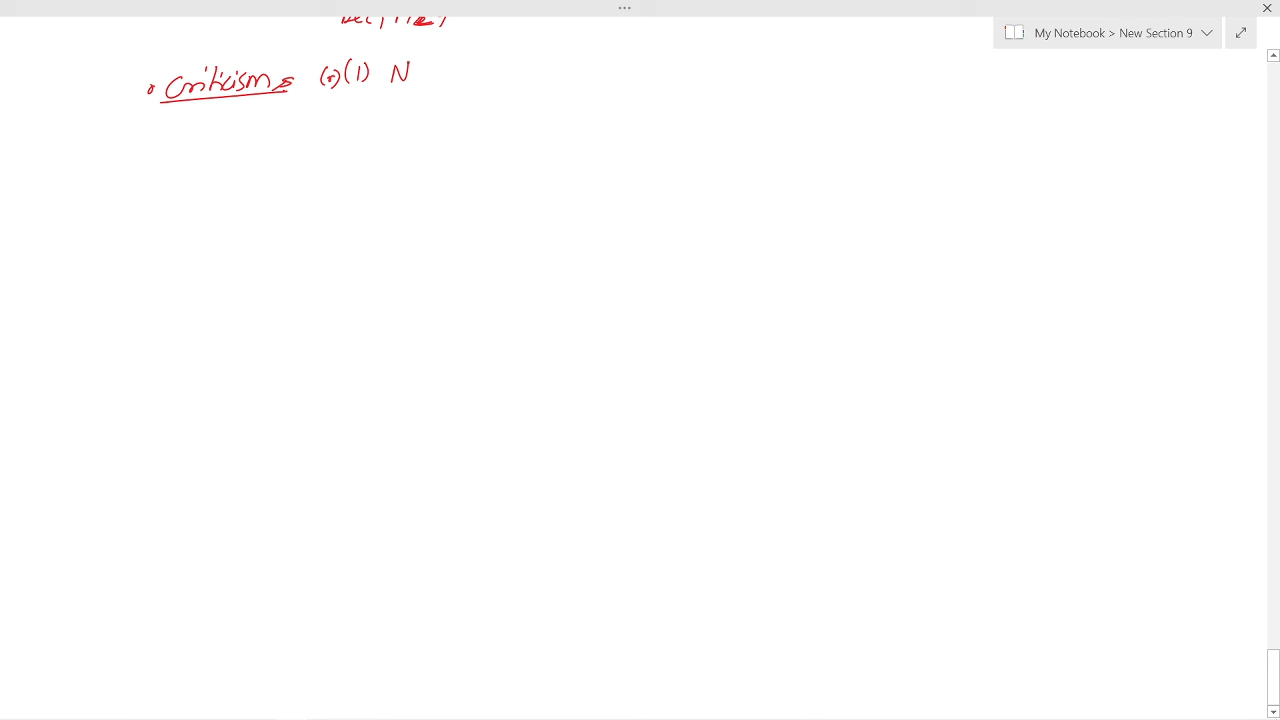 My Notebook > New Section 9
• Criticism (1) N